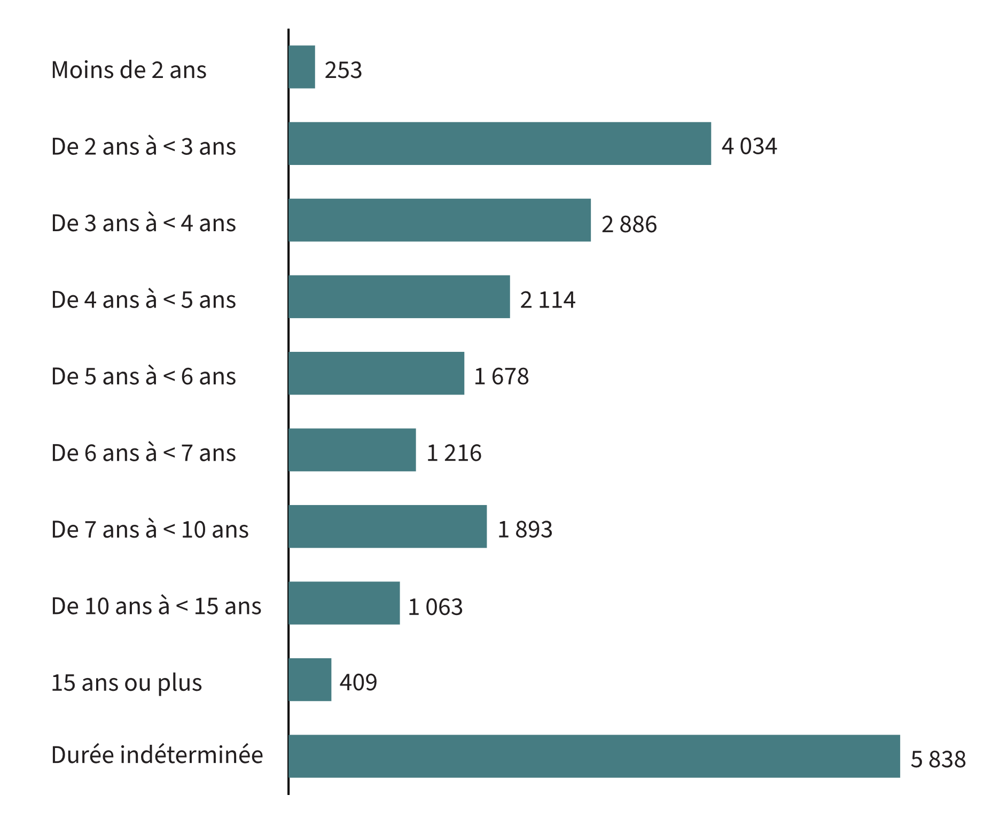 Moins de 2 ans 253
De 2 ans à < 3 ans 4 034
De 3 ans à < 4 ans 2 886
De 4 ans à < 5 ans 2 114
De 5 ans à < 6 ans 1 678
De 6 ans à < 7 ans 1 216
De 7 ans à < 10 ans 1 893
De 10 ans à < 15 ans 1 063
15 ans ou plus 409
Durée indéterminée 5 838